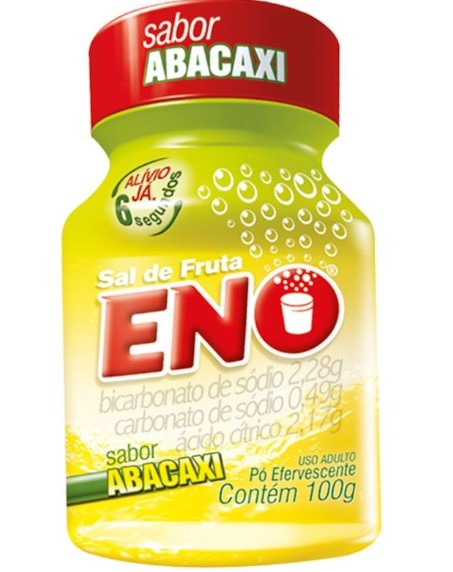 sabor
ABACAXI
ALÍVIO
JÁ.
6 segundos
Sal de Fruta
ENO®
bicarbonato de sódio 2,28g
carbonato de sódio 0,49g
ácido cítrico 2,17g
sabor
ABACAXI
USO ADULTO
Pó Efervescente
Contém 100g